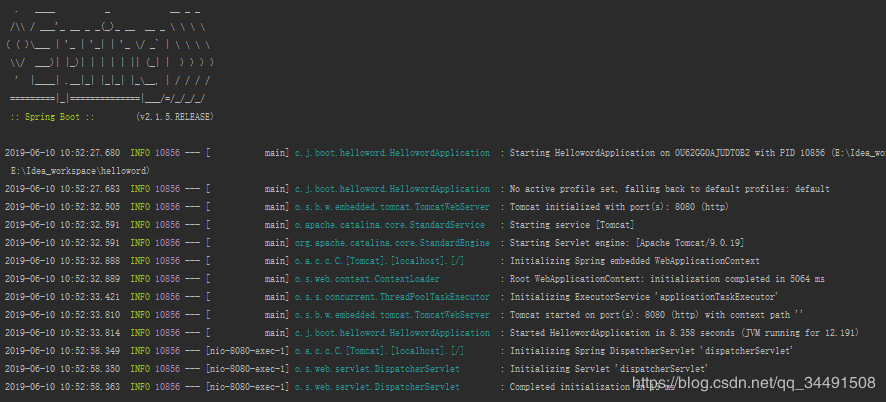 .   ____          _            __ _ _
 /\\ / ___'_ __ _ _(_)_ __  __ _ \ \ \ \
( ( )\___ | '_ | '_| | '_ \/ _` | \ \ \ \
 \\/  ___)| |_)| | | | | || (_| |  ) ) ) )
  '  |____| .__|_| |_|_| |_\__, | / / / /
 =========|_|==============|___/=/_/_/_/
 :: Spring Boot ::        (v2.1.5.RELEASE)
2019-06-10 10:52:27.680  INFO 10856 --- [           main] c.j.boot.helloword.HellowordApplication  : Starting HellowordApplication on OU62GGOAJUDTOB2 with PID 10856 (E:\Idea_wo
 E:\Idea_workspace\helloword)
2019-06-10 10:52:27.683  INFO 10856 --- [           main] c.j.boot.helloword.HellowordApplication  : No active profile set, falling back to default profiles: default
2019-06-10 10:52:32.505  INFO 10856 --- [           main] o.s.b.w.embedded.tomcat.TomcatWebServer  : Tomcat initialized with port(s): 8080 (http)
2019-06-10 10:52:32.591  INFO 10856 --- [           main] o.apache.catalina.core.StandardService   : Starting service [Tomcat]
2019-06-10 10:52:32.591  INFO 10856 --- [           main] org.apache.catalina.core.StandardEngine  : Starting Servlet engine: [Apache Tomcat/9.0.19]
2019-06-10 10:52:32.888  INFO 10856 --- [           main] o.a.c.c.C.[Tomcat].[localhost].[/]       : Initializing Spring embedded WebApplicationContext
2019-06-10 10:52:32.889  INFO 10856 --- [           main] o.s.web.context.ContextLoader            : Root WebApplicationContext: initialization completed in 5064 ms
2019-06-10 10:52:33.421  INFO 10856 --- [           main] o.s.s.concurrent.ThreadPoolTaskExecutor  : Initializing ExecutorService 'applicationTaskExecutor'
2019-06-10 10:52:33.810  INFO 10856 --- [           main] o.s.b.w.embedded.tomcat.TomcatWebServer  : Tomcat started on port(s): 8080 (http) with context path ''
2019-06-10 10:52:33.814  INFO 10856 --- [           main] c.j.boot.helloword.HellowordApplication  : Started HellowordApplication in 8.358 seconds (JVM running for 12.191)
2019-06-10 10:52:58.349  INFO 10856 --- [nio-8080-exec-1] o.a.c.c.C.[Tomcat].[localhost].[/]       : Initializing Spring DispatcherServlet 'dispatcherServlet'
2019-06-10 10:52:58.350  INFO 10856 --- [nio-8080-exec-1] o.s.web.servlet.DispatcherServlet        : Initializing Servlet 'dispatcherServlet'
2019-06-10 10:52:58.363  INFO 10856 --- [nio-8080-exec-1] o.s.web.servlet.DispatcherServlet        : Completed initialization in ms
https://blog.csdn.net/qq_34491508